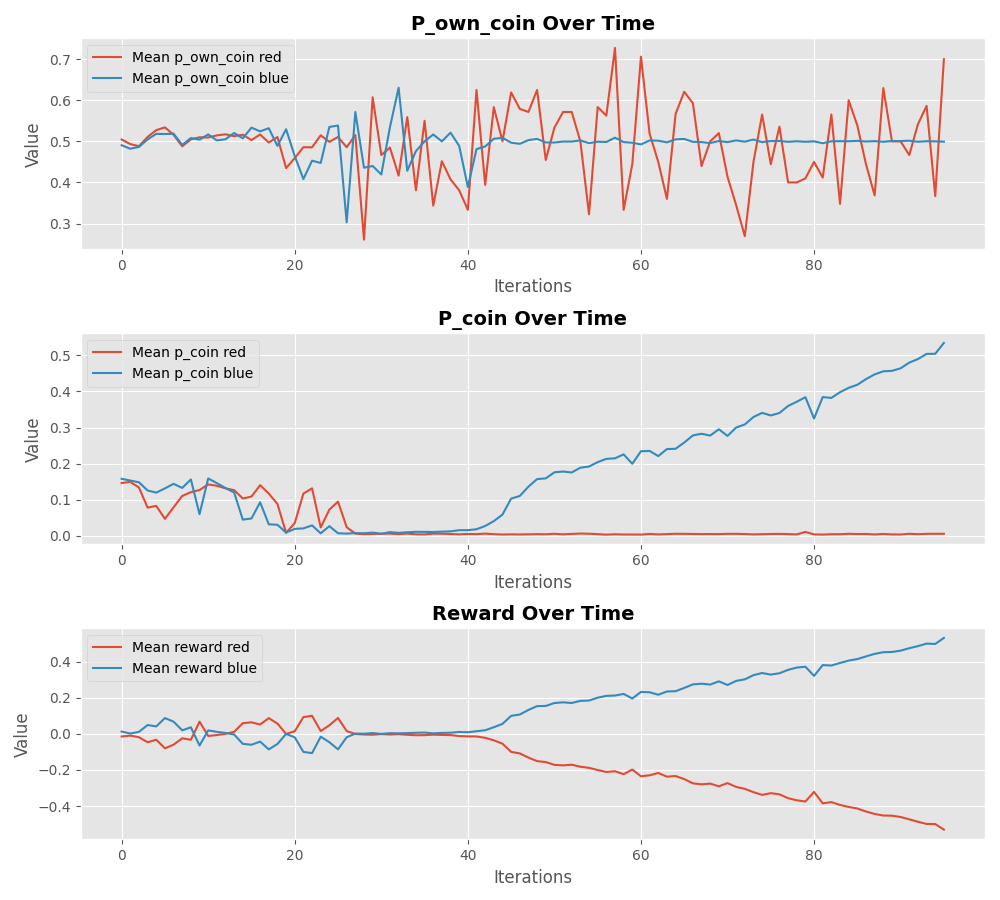 P_own_coin Over Time
Mean p_own_coin red
Mean p_own_coin blue
Value
0.7
0.6
0.5
0.4
0.3
0
20
40
60
80
Iterations
P_coin Over Time
Mean p_coin red
Mean p_coin blue
Value
0.5
0.4
0.3
0.2
0.1
0.0
0
20
40
60
80
Iterations
Reward Over Time
Mean reward red
Mean reward blue
Value
0.4
0.2
0.0
−0.2
−0.4
0
20
40
60
80
Iterations